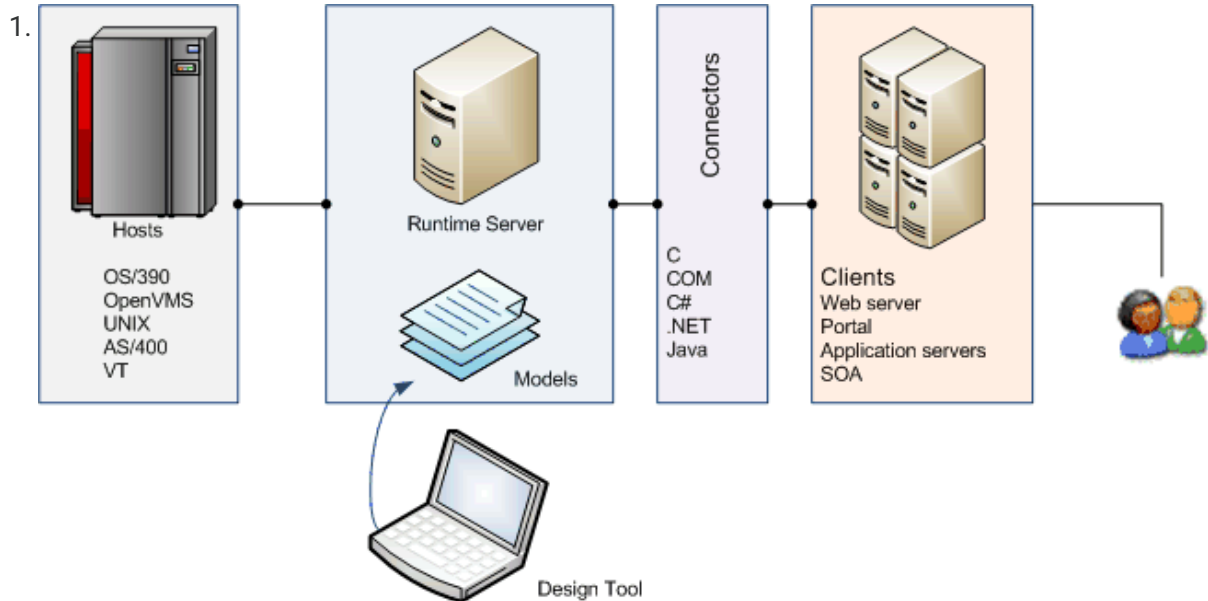 1.
Hosts
OS/390
OpenVMS
UNIX
AS/400
VT
Runtime Server
Models
Design Tool
Connectors
C
COM
C#
.NET
Java
Clients
Web server
Portal
Application servers
SOA